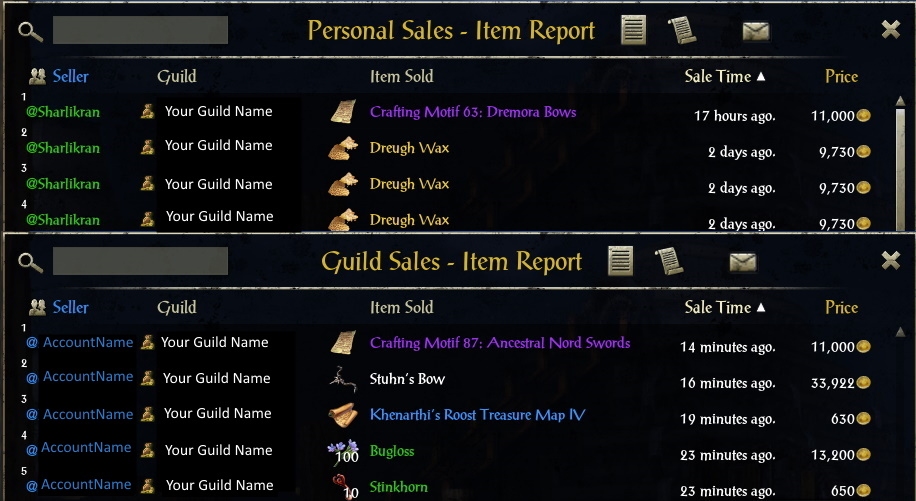 Personal Sales - Item Report
Seller Guild Item Sold Sale Time ▲ Price
1
@Sharlikran Your Guild Name Crafting Motif 63: Dremora Bows 17 hours ago. 11,000
2
@Sharlikran Your Guild Name Dreugh Wax 2 days ago. 9,730
3
@Sharlikran Your Guild Name Dreugh Wax 2 days ago. 9,730
4
@Sharlikran Your Guild Name Dreugh Wax 2 days ago. 9,730
Guild Sales - Item Report
Seller Guild Item Sold Sale Time ▲ Price
1
@ AccountName Your Guild Name Crafting Motif 87: Ancestral Nord Swords 14 minutes ago. 11,000
2
@ AccountName Your Guild Name Stuhn's Bow 16 minutes ago. 33,922
3
@ AccountName Your Guild Name Khenarthi's Roost Treasure Map IV 19 minutes ago. 630
4
@ AccountName Your Guild Name 100 Bugloss 23 minutes ago. 13,200
5
@ AccountName Your Guild Name 10 Stinkhorn 23 minutes ago. 650